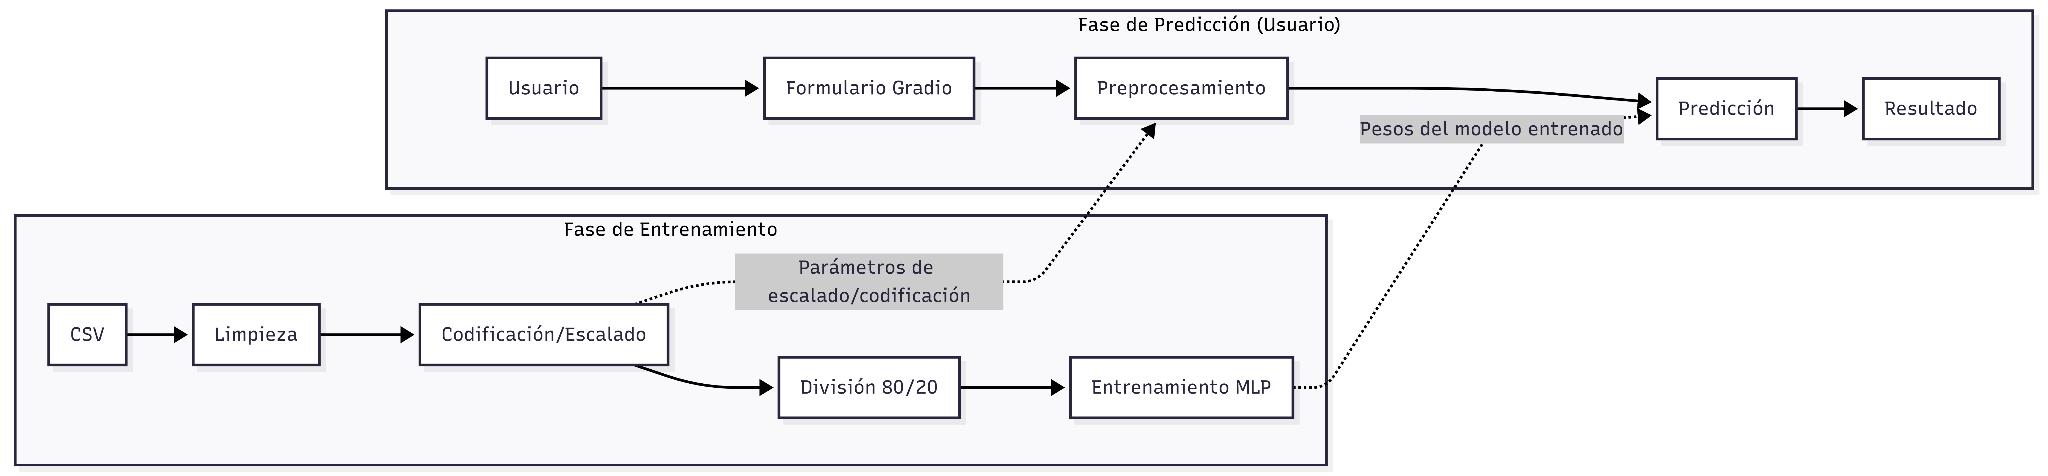 Fase de Predicción (Usuario)
Usuario
Formulario Gradio
Preprocesamiento
Predicción
Resultado
Pesos del modelo entrenado
Fase de Entrenamiento
Parámetros de
escalado/codificación
CSV
Limpieza
Codificación/Escalado
División 80/20
Entrenamiento MLP